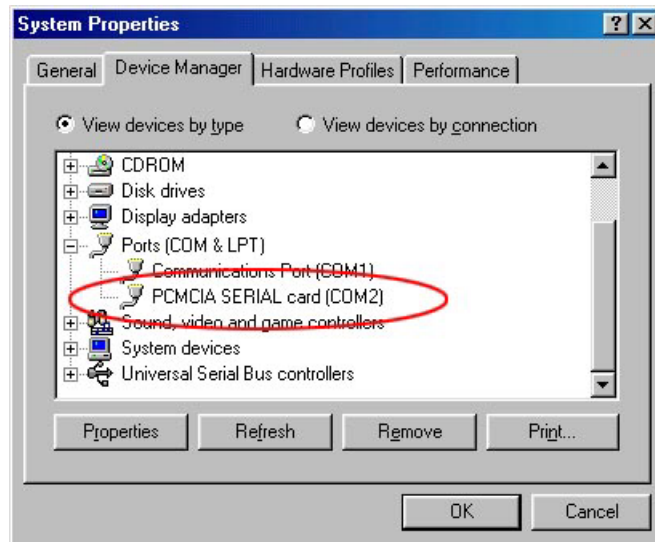 System Properties
General Device Manager Hardware Profiles Performance
View devices by type View devices by connection
CDROM
Disk drives
Display adapters
Ports (COM & LPT)
Communications Port (COM1)
PCMCIA SERIAL card (COM2)
Sound, video and game controllers
System devices
Universal Serial Bus controllers
Properties Refresh Remove Print...
OK Cancel